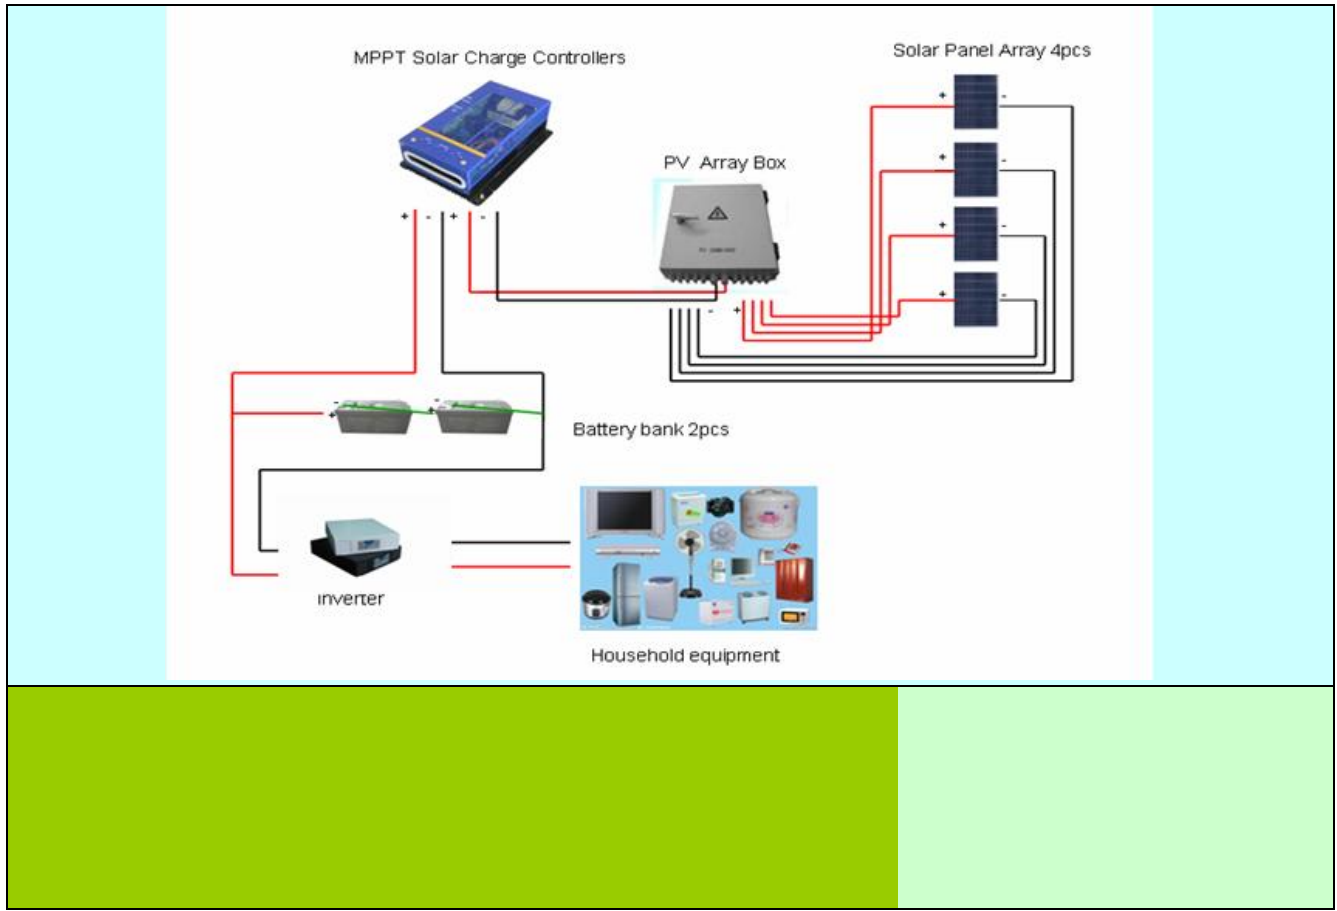 MPPT Solar Charge Controllers
Solar Panel Array 4pcs
+ -
+ -
+ -
+ -
PV Array Box
+ - + -
- +
- -
+ +
Battery bank 2pcs
inverter
Household equipment